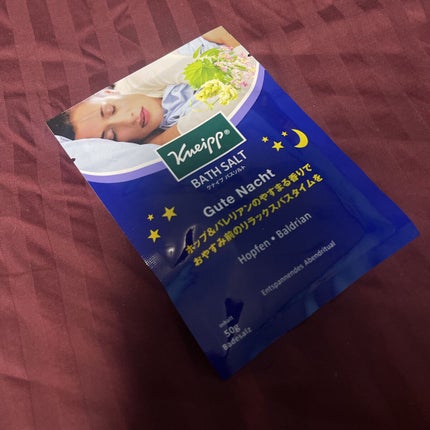 Kneipp®
BATH SALT
クナイプ バスソルト
Gute Nacht
ホップ&バレリアンのやすまる香りで
おやすみ前のリラックスバスタイムを
Hopfen • Baldrian
Entspannendes Abendritual
Inhalt
50g
Badesalz